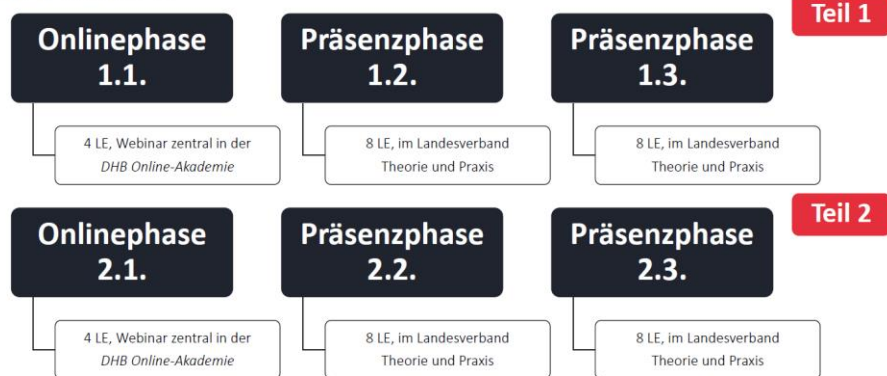 Teil 1
Onlinephase
1.1.
Präsenzphase
1.2.
Präsenzphase
1.3.
4 LE, Webinar zentral in der
DHB Online-Akademie
8 LE, im Landesverband
Theorie und Praxis
8 LE, im Landesverband
Theorie und Praxis
Teil 2
Onlinephase
2.1.
Präsenzphase
2.2.
Präsenzphase
2.3.
4 LE, Webinar zentral in der
DHB Online-Akademie
8 LE, im Landesverband
Theorie und Praxis
8 LE, im Landesverband
Theorie und Praxis